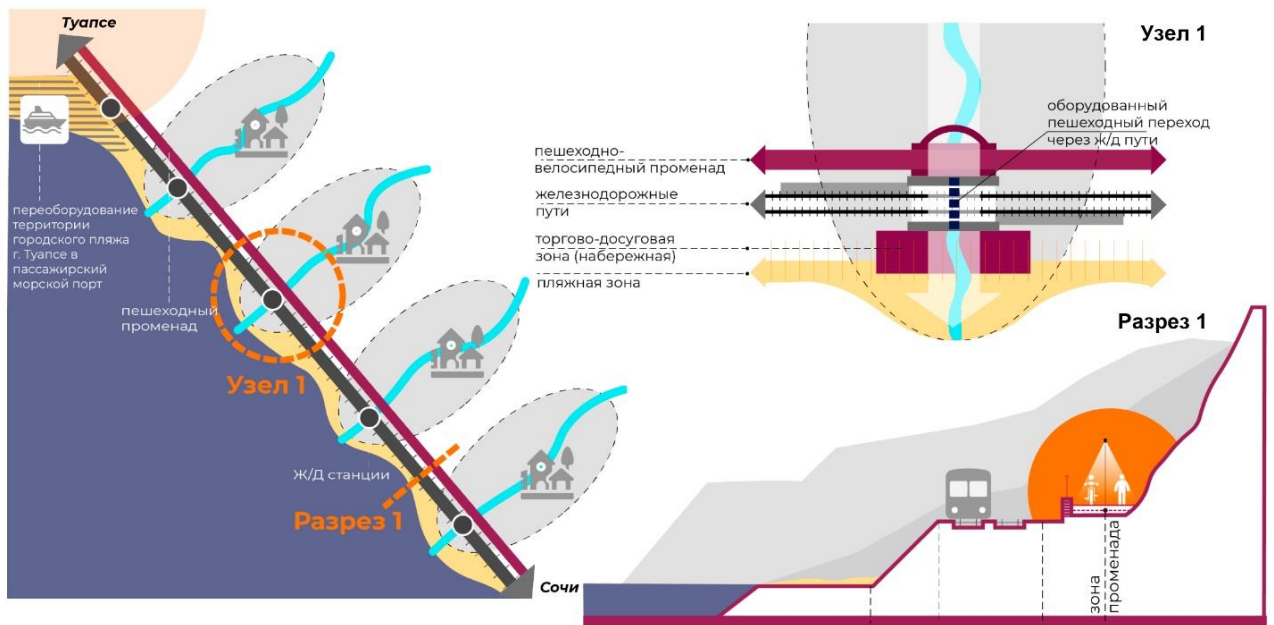 Туапсе
переоборудование
территории
городского пляжа
г. Туапсе в
пассажирский
морской порт
пешеходный
променад
Узел 1
Ж/Д станции
Разрез 1
Сочи
Узел 1
оборудованный
пешеходный переход
через ж/д пути
пешеходно-
велосипедный променад
железнодорожные
пути
торгово-досуговая
зона (набережная)
пляжная зона
Разрез 1
зона
променада